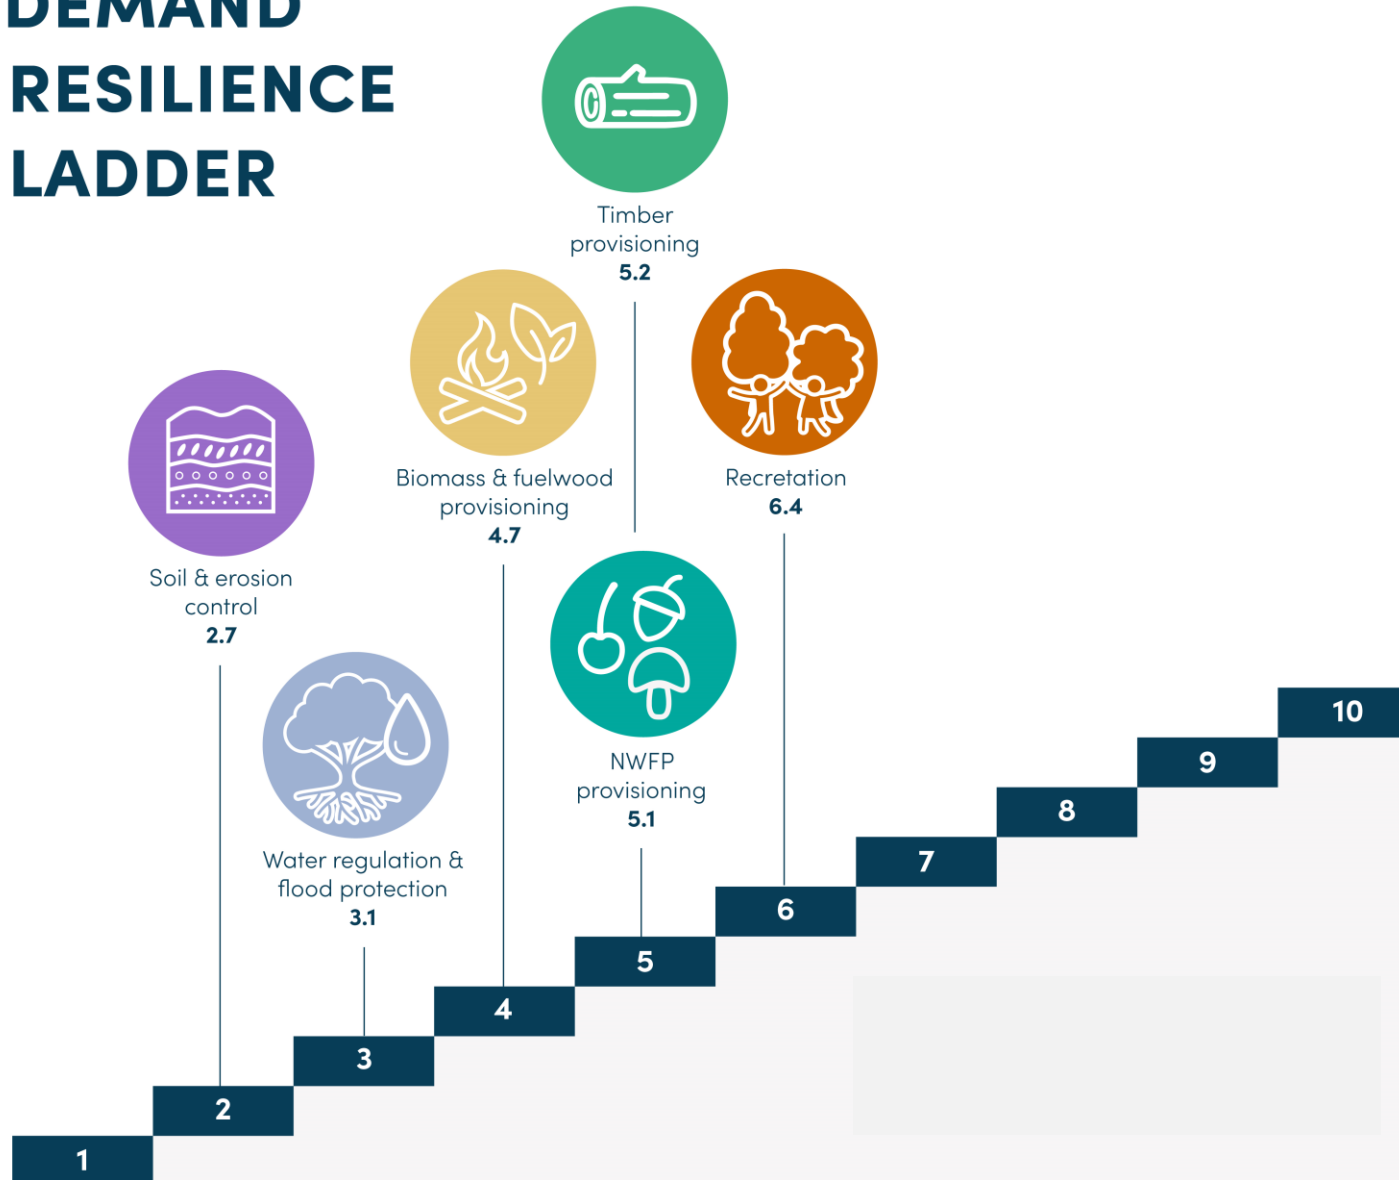 DEMAND
RESILIENCE
LADDER
Timber
provisioning
5.2
Biomass & fuelwood
provisioning
4.7
Recretation
6.4
Soil & erosion
control
2.7
NWFP
provisioning
5.1
Water regulation &
flood protection
3.1
10
9
8
7
6
5
4
3
2
1